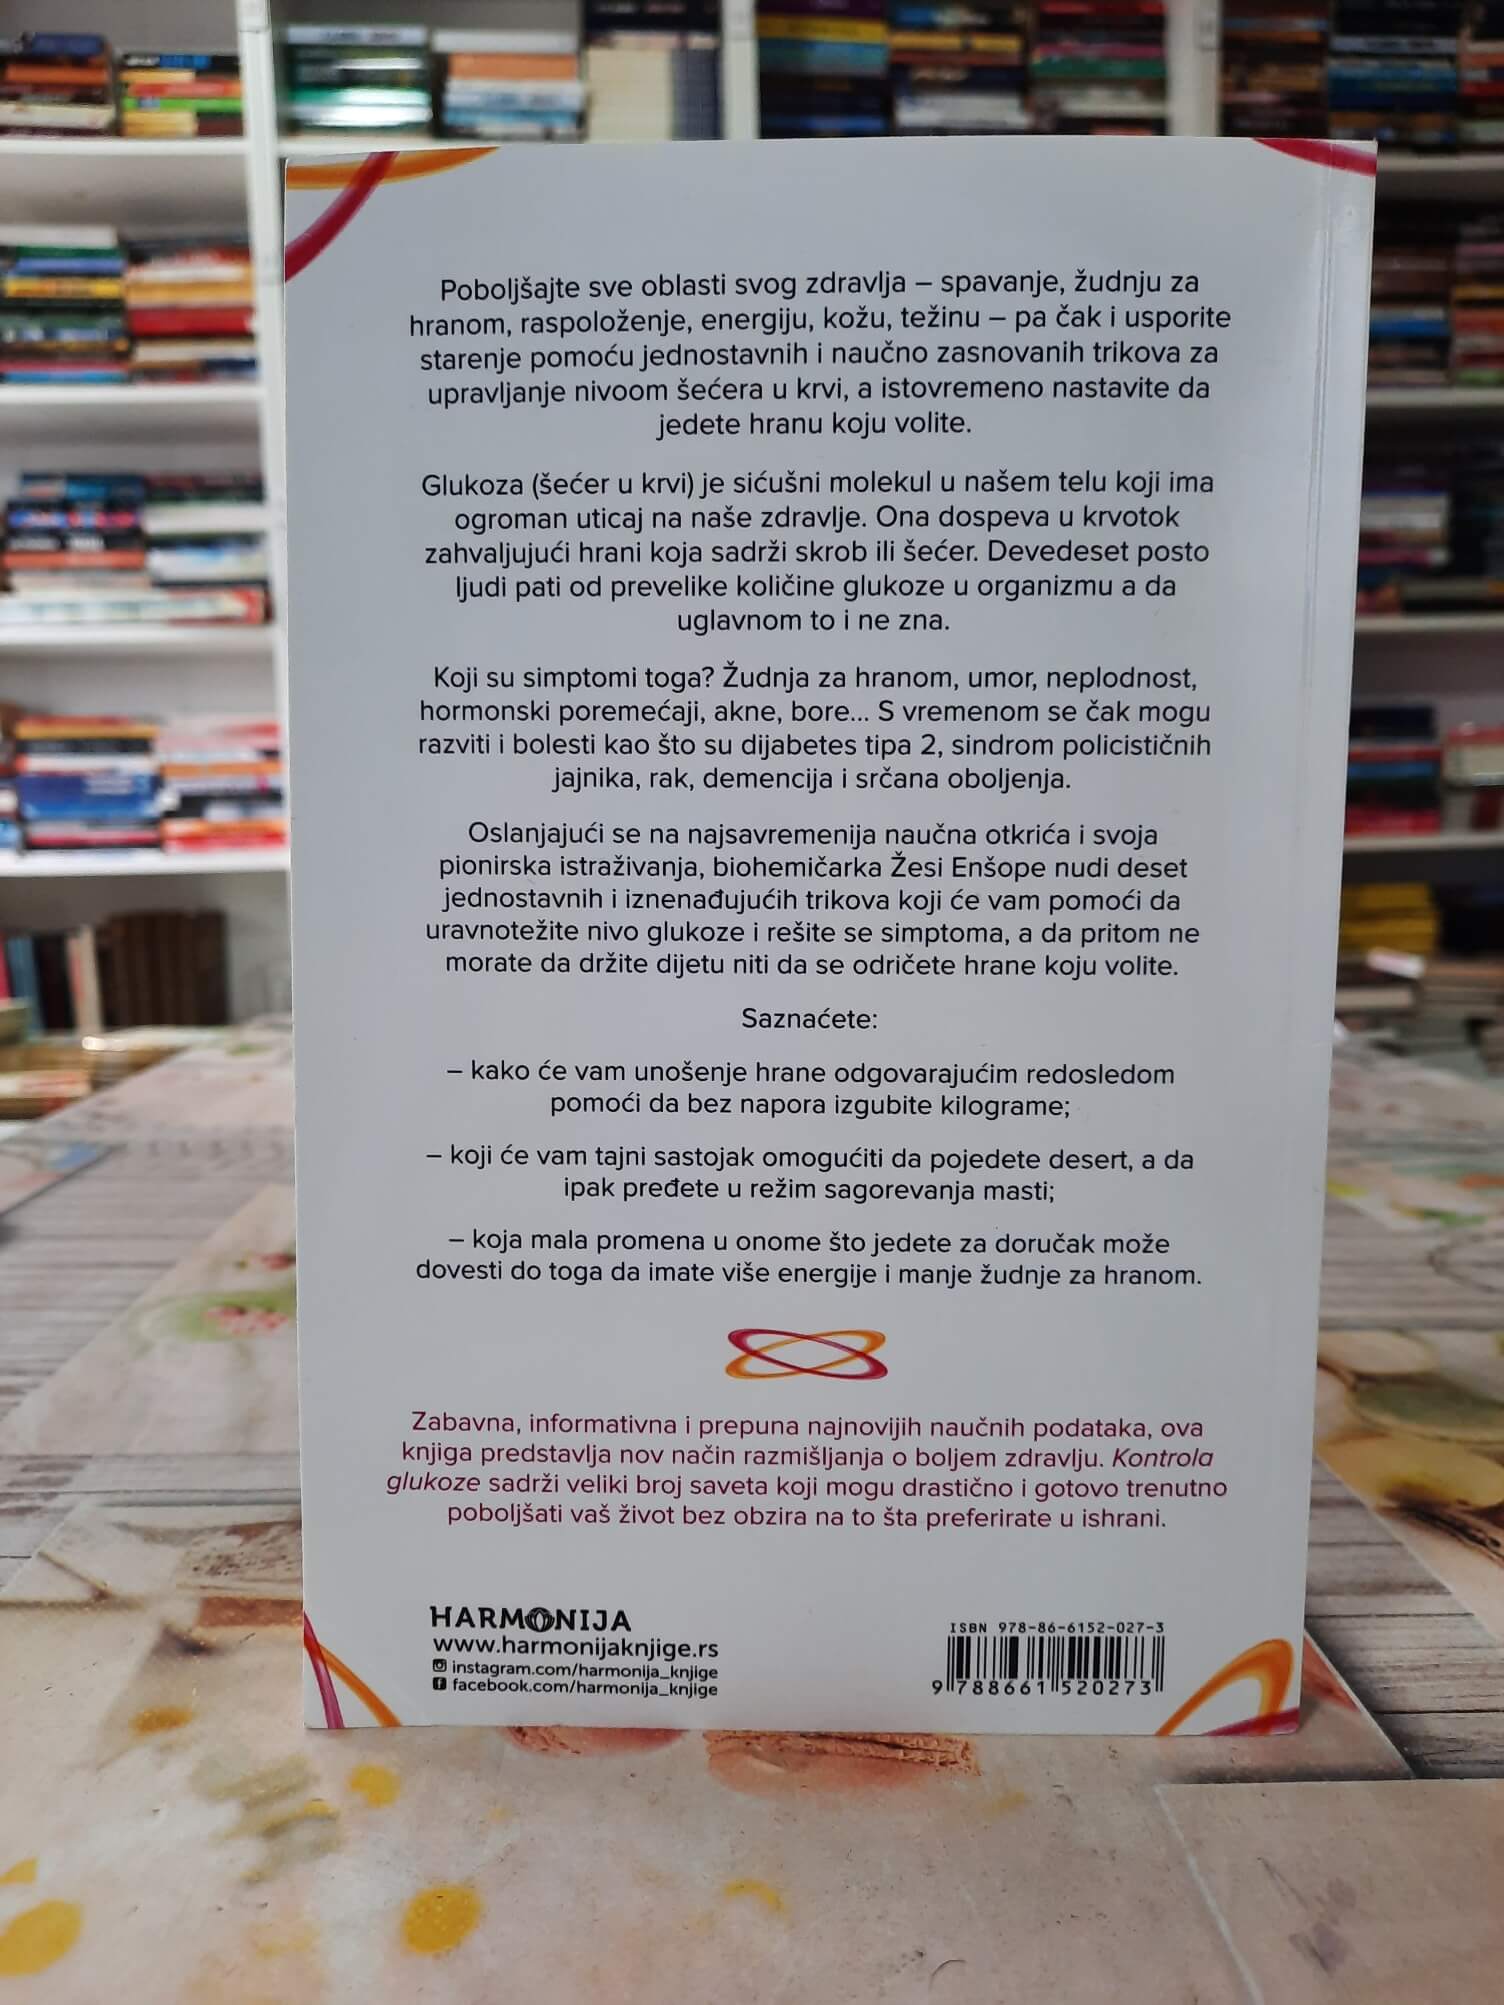 Poboljšajte sve oblasti svog zdravlja – spavanje, žudnju za
hranom, raspoloženje, energiju, kožu, težinu – pa čak i usporite
starenje pomoću jednostavnih i naučno zasnovanih trikova za
upravljanje nivoom šećera u krvi, a istovremeno nastavite da
jedete hranu koju volite.
Glukoza (šećer u krvi) je sićušni molekul u našem telu koji ima
ogroman uticaj na naše zdravlje. Ona dospeva u krvotok
zahvaljujući hrani koja sadrži skrob ili šećer. Devedeset posto
ljudi pati od prevelike količine glukoze u organizmu a da
uglavnom to i ne zna.
Koji su simptomi toga? Žudnja za hranom, umor, neplodnost,
hormonski poremećaji, akne, bore... S vremenom se čak mogu
razviti i bolesti kao što su dijabetes tipa 2, sindrom policističnih
jajnika, rak, demencija i srčana oboljenja.
Oslanjajući se na najsavremenija naučna otkrića i svoja
pionirska istraživanja, biohemičarka Žesi Enšope nudi deset
jednostavnih i iznenađujućih trikova koji će vam pomoći da
uravnotežite nivo glukoze i rešite se simptoma, a da pritom ne
morate da držite dijetu niti da se odričete hrane koju volite.
Saznaćete:
– kako će vam unošenje hrane odgovarajućim redosledom
pomoći da bez napora izgubite kilograme;
– koji će vam tajni sastojak omogućiti da pojedete desert, a da
ipak pređete u režim sagorevanja masti;
– koja mala promena u onome što jedete za doručak može
dovesti do toga da imate više energije i manje žudnje za hranom.
Zabavna, informativna i prepuna najnovijih naučnih podataka, ova
knjiga predstavlja nov način razmišljanja o boljem zdravlju. Kontrola
glukoze sadrži veliki broj saveta koji mogu drastično i gotovo trenutno
poboljšati vaš život bez obzira na to šta preferirate u ishrani.
HARMONIJA
www.harmonijaknjige.rs
instagram.com/harmonija_knjige
facebook.com/harmonija_knjige
ISBN 978-86-6152-027-3
9 788661 520273